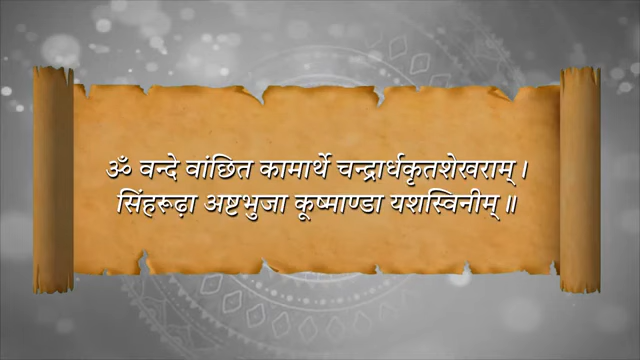 ॐ वन्दे वांछित कामार्थे चन्द्रार्धकृतशेखराम् ।
सिंहरूढ़ा अष्टभुजा कूष्माण्डा यशस्विनीम् ॥